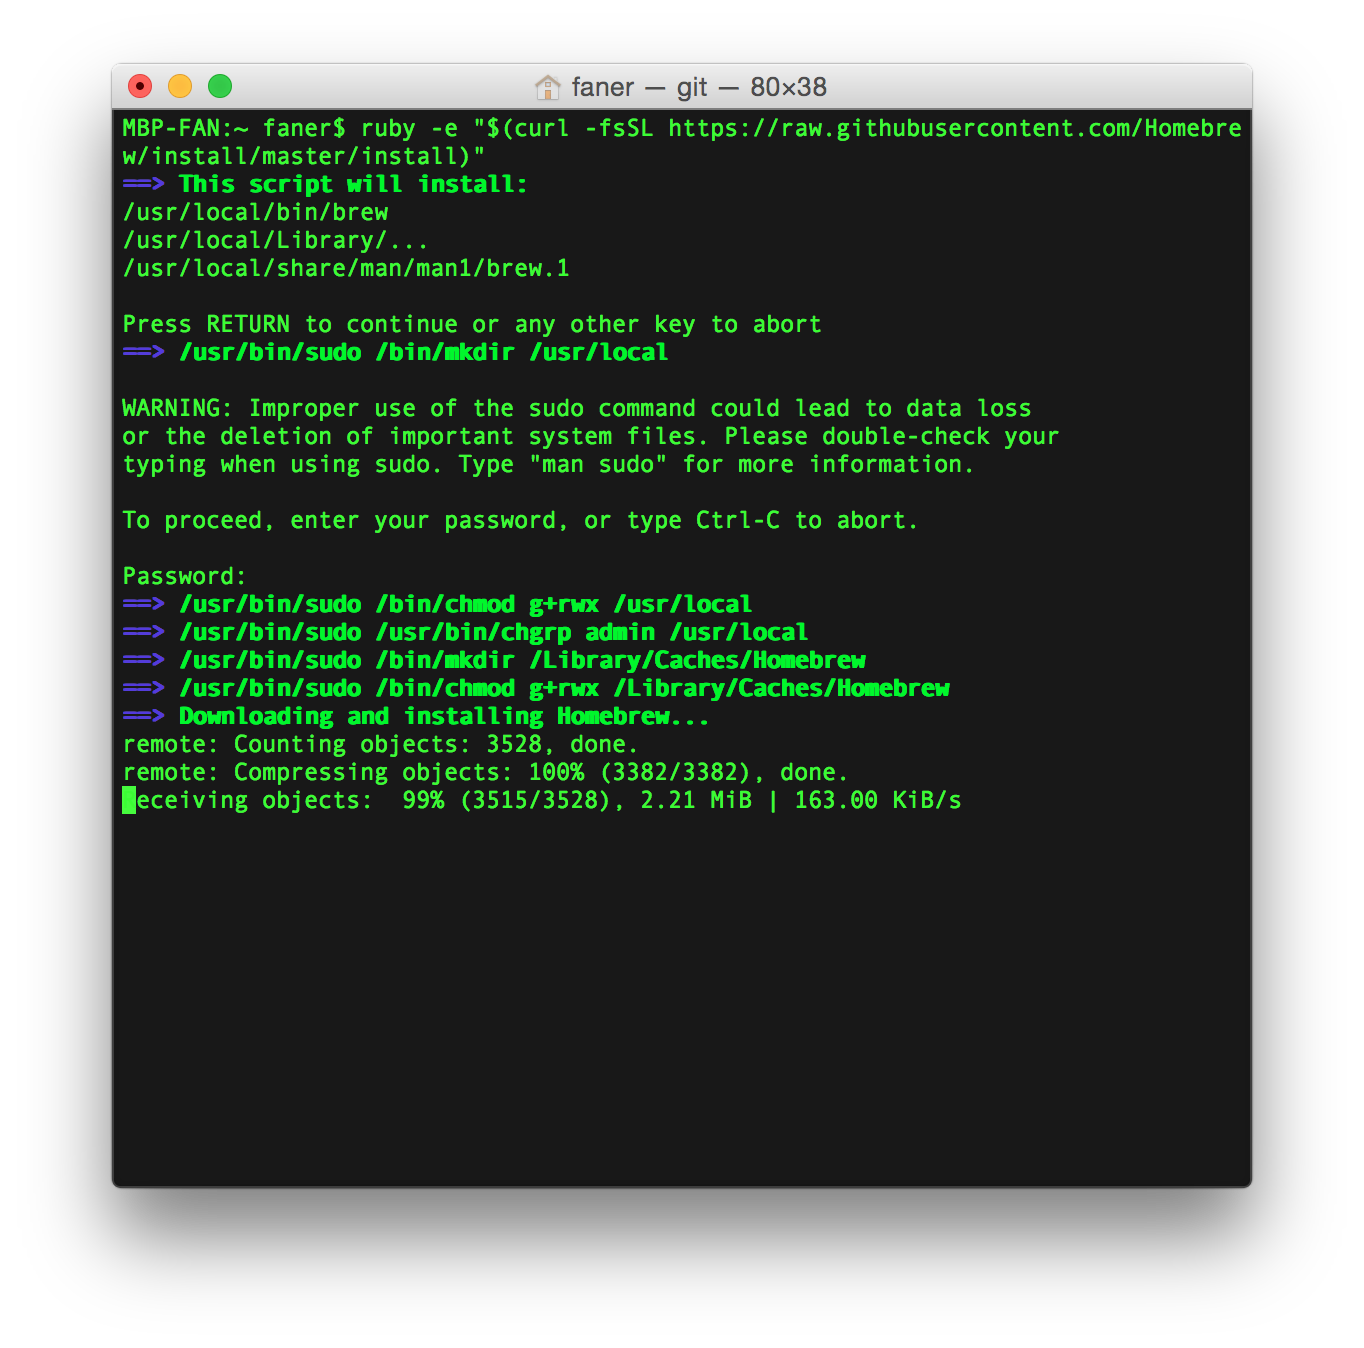 faner — git — 80×38
MBP-FAN:~ faner$ ruby -e "$(curl -fsSL https://raw.githubusercontent.com/Homebre
w/install/master/install)"
==> This script will install:
/usr/local/bin/brew
/usr/local/Library/...
/usr/local/share/man/man1/brew.1
Press RETURN to continue or any other key to abort
==> /usr/bin/sudo /bin/mkdir /usr/local
WARNING: Improper use of the sudo command could lead to data loss
or the deletion of important system files. Please double-check your
typing when using sudo. Type "man sudo" for more information.
To proceed, enter your password, or type Ctrl-C to abort.
Password:
==> /usr/bin/sudo /bin/chmod g+rwx /usr/local
==> /usr/bin/sudo /usr/bin/chgrp admin /usr/local
==> /usr/bin/sudo /bin/mkdir /Library/Caches/Homebrew
==> /usr/bin/sudo /bin/chmod g+rwx /Library/Caches/Homebrew
==> Downloading and installing Homebrew...
remote: Counting objects: 3528, done.
remote: Compressing objects: 100% (3382/3382), done.
Receiving objects:  99% (3515/3528), 2.21 MiB | 163.00 KiB/s